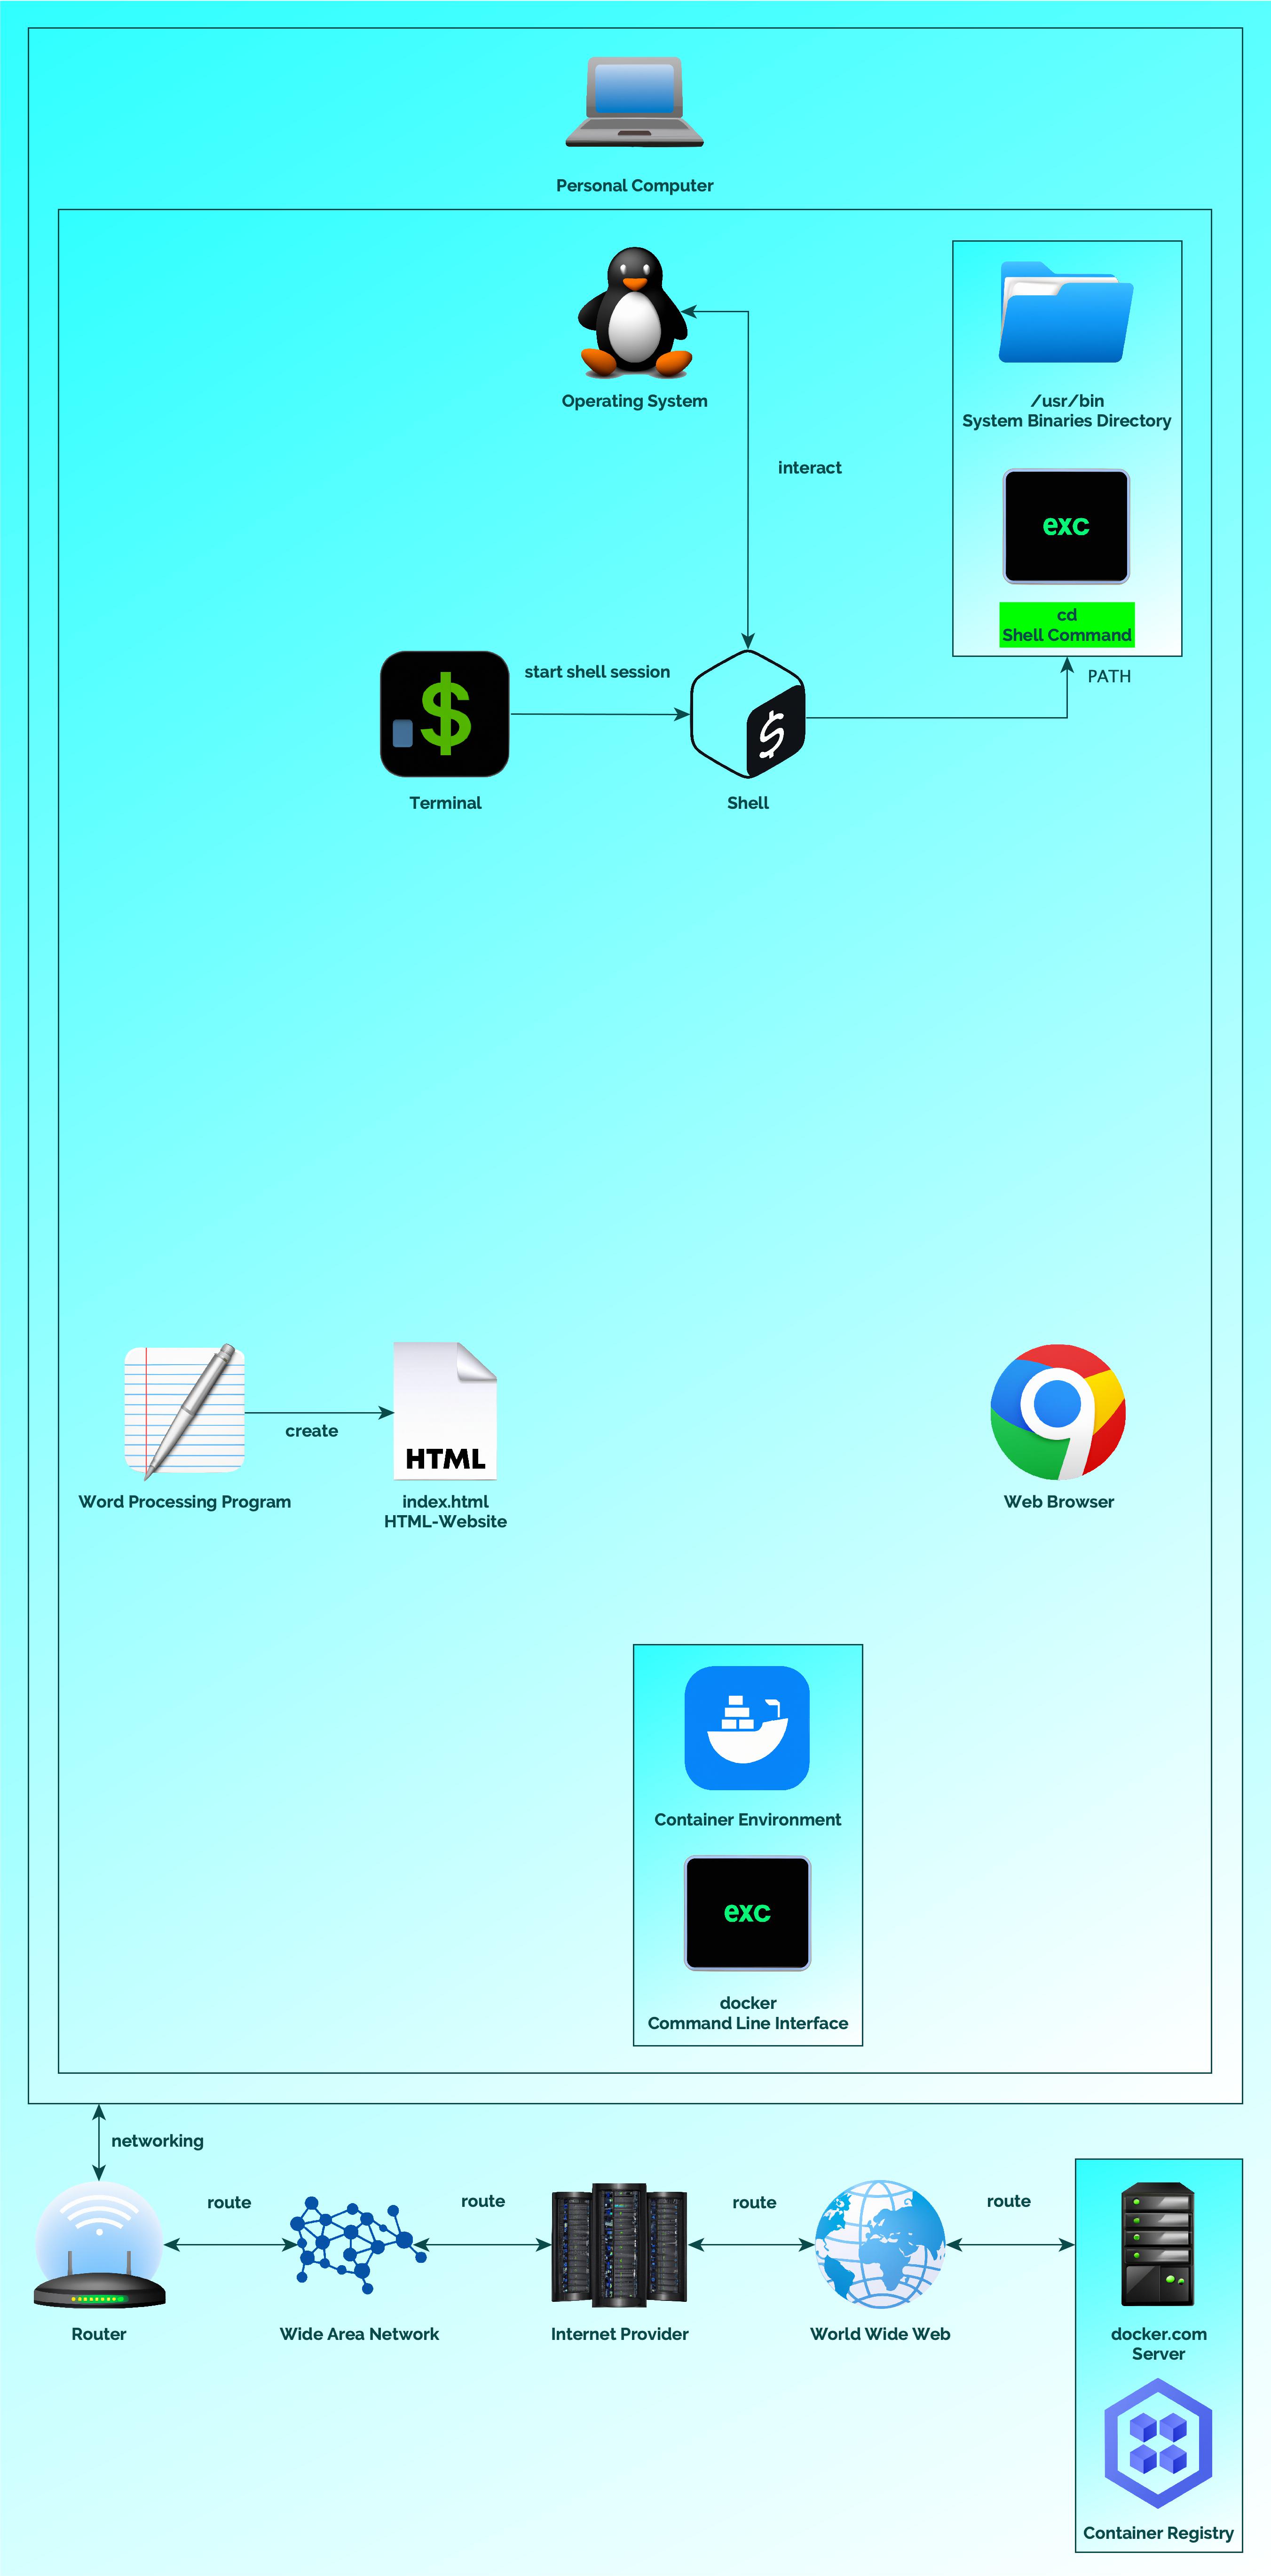 Personal Computer
Operating System
/usr/bin
System Binaries Directory
interact
exc
cd
Shell Command
PATH
start shell session
$
$
Terminal
Shell
create
HTML
Word Processing Program
index.html
HTML-Website
Web Browser
Container Environment
exc
docker
Command Line Interface
networking
route
route
route
route
Router
Wide Area Network
Internet Provider
World Wide Web
docker.com
Server
Container Registry